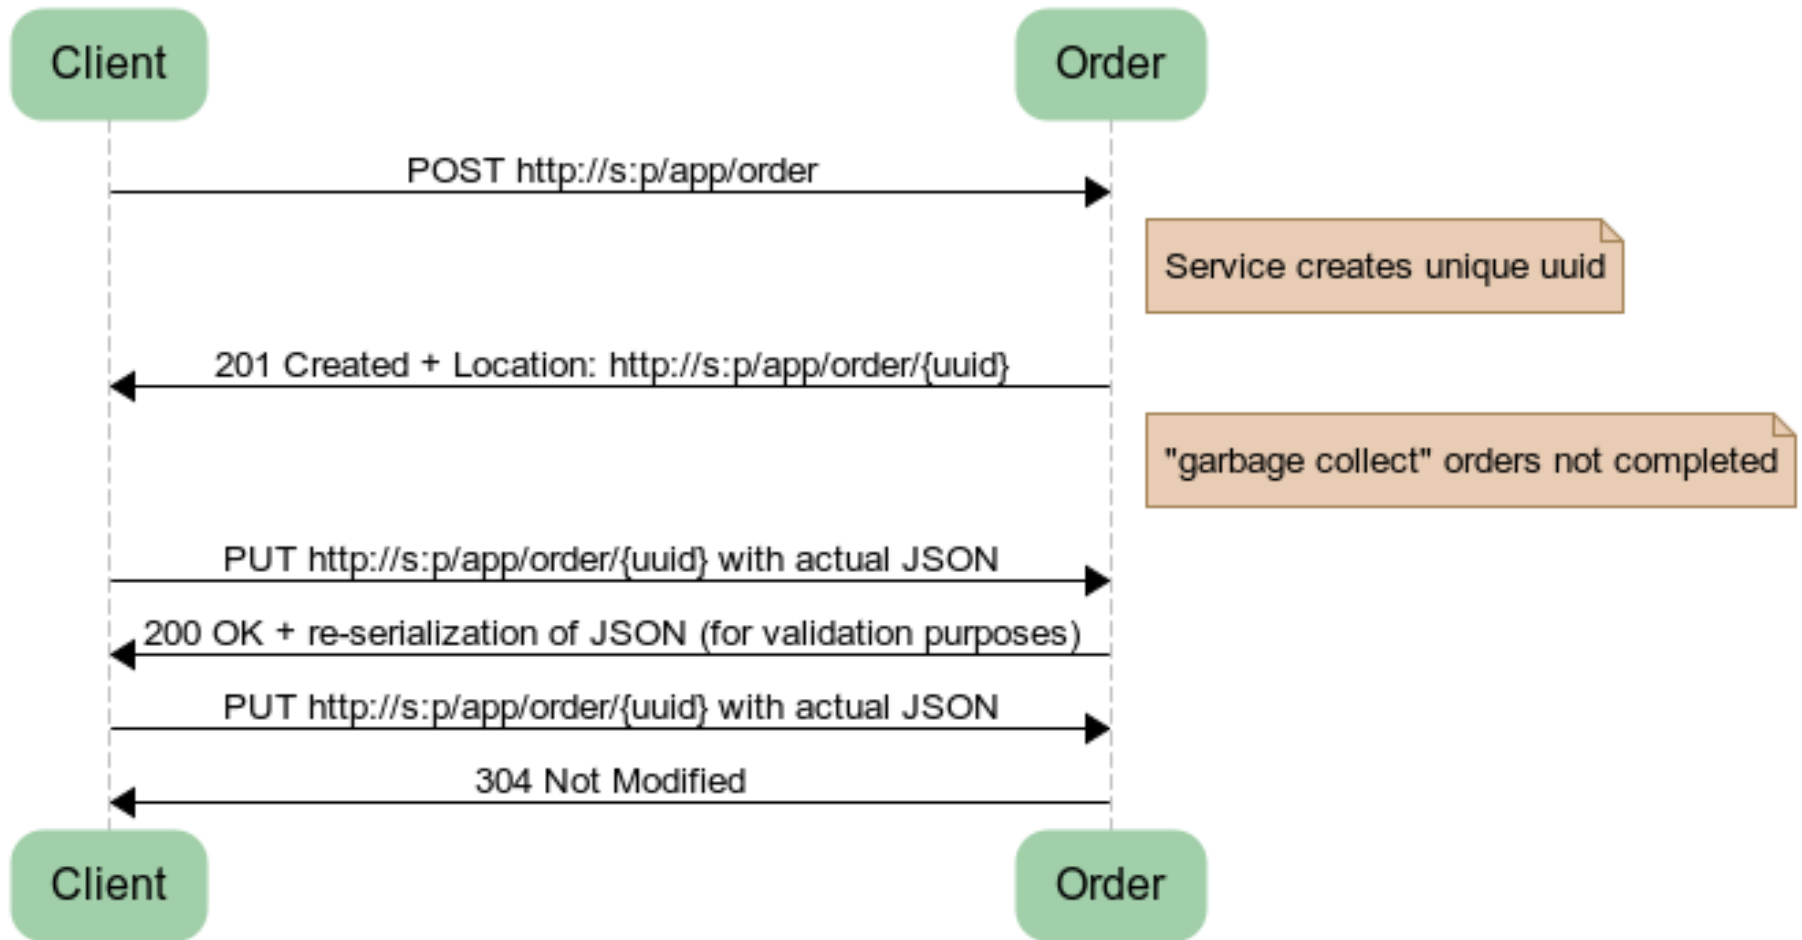 Client
Order
POST http://s:p/app/order
Service creates unique uuid
201 Created + Location: http://s:p/app/order/{uuid}
"garbage collect" orders not completed
PUT http://s:p/app/order/{uuid} with actual JSON
200 OK + re-serialization of JSON (for validation purposes)
PUT http://s:p/app/order/{uuid} with actual JSON
304 Not Modified
Client
Order